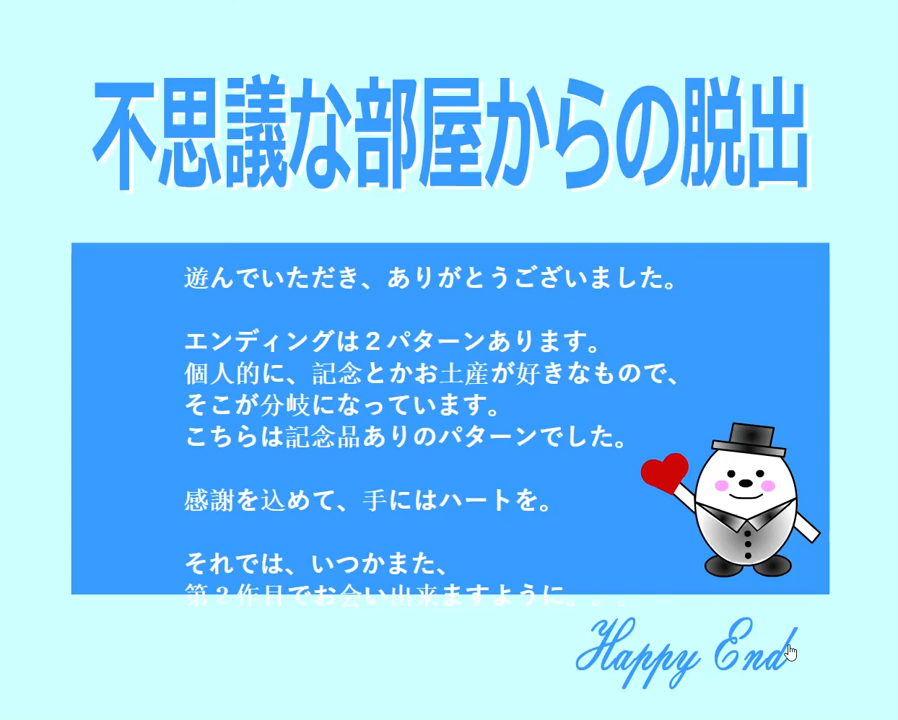 不思議な部屋からの脱出
遊んでいただき、ありがとうございました。
エンディングは２パターンあります。
個人的に、記念とかお土産が好きなもので、
そこが分岐になっています。
こちらは記念品ありのパターンでした。
感謝を込めて、手にはハートを。
それでは、いつかまた、
第２作目でお会い出来ますように。。。
Happy End